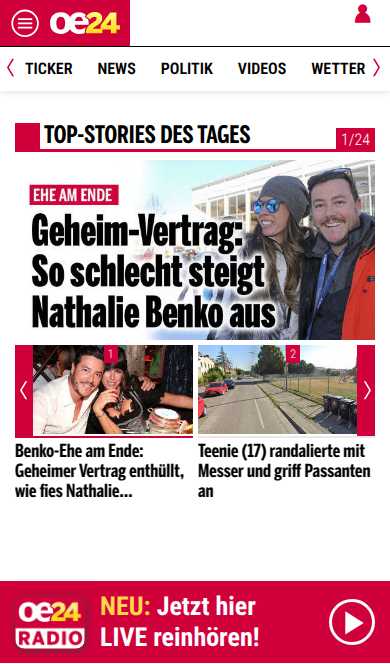 oe24
TICKER NEWS POLITIK VIDEOS WETTER
TOP-STORIES DES TAGES
1/24
EHE AM ENDE
Geheim-Vertrag:
So schlecht steigt
Nathalie Benko aus
1
2
Benko-Ehe am Ende:
Geheimer Vertrag enthüllt,
wie fies Nathalie...
Teenie (17) randalierte mit
Messer und griff Passanten
an
oe24
RADIO
NEU: Jetzt hier
LIVE reinhören!